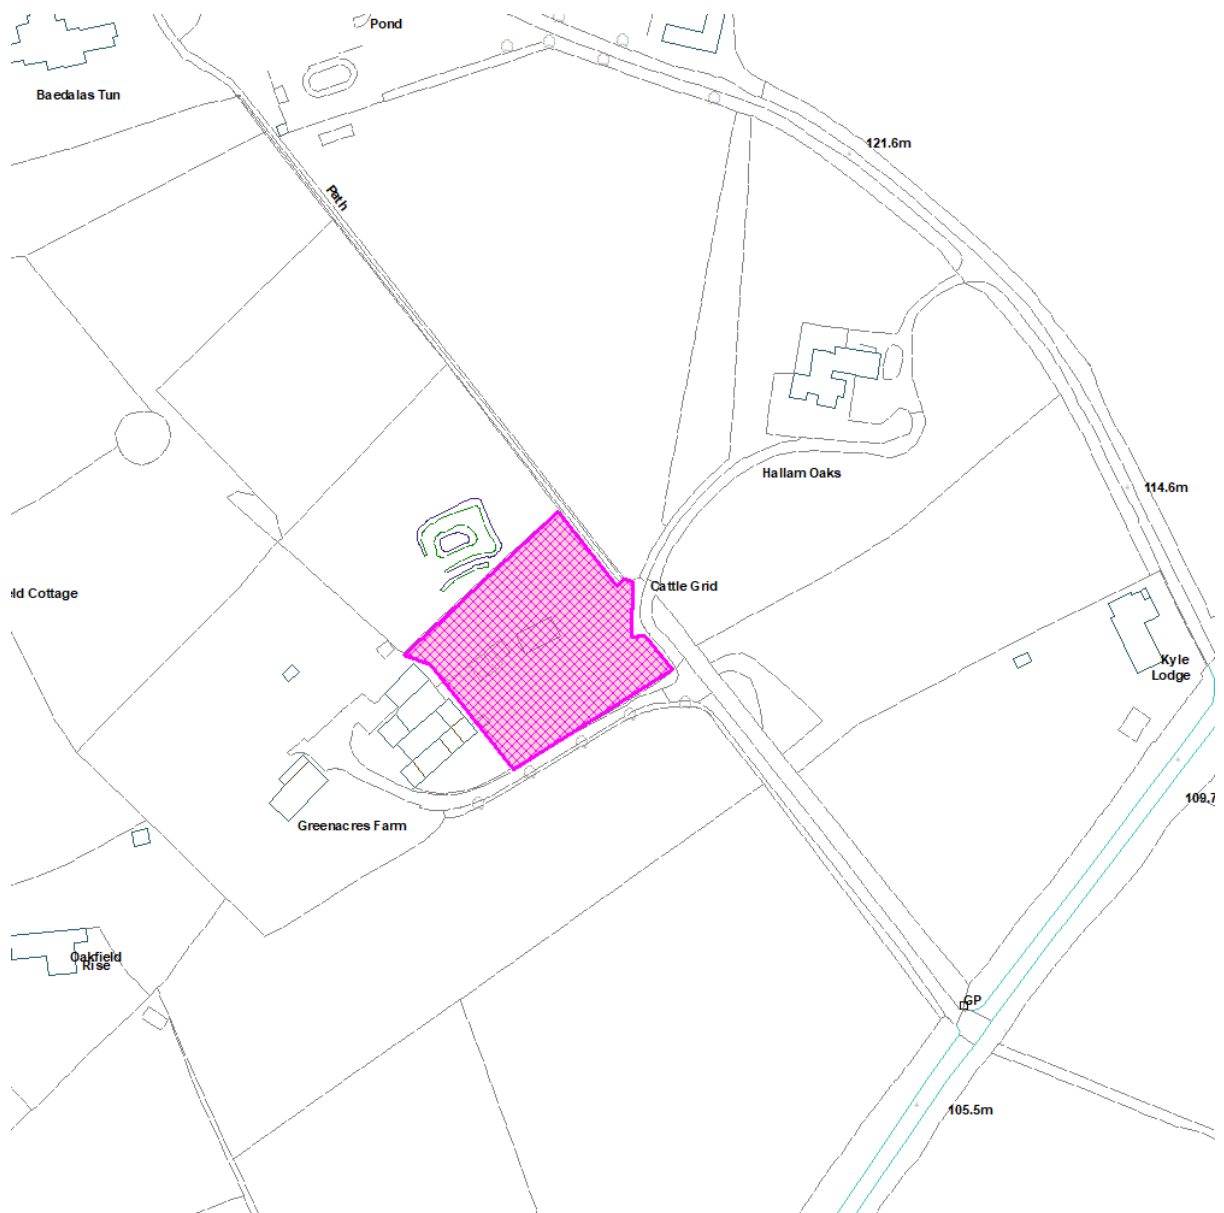 Pond
Baedalas Tun
121.6m
Path
Hallam Oaks
114.6m
Cattle Grid
ld Cottage
Kyle
Lodge
109.7
Greenacres Farm
Oakfield
Rise
GP
105.5m